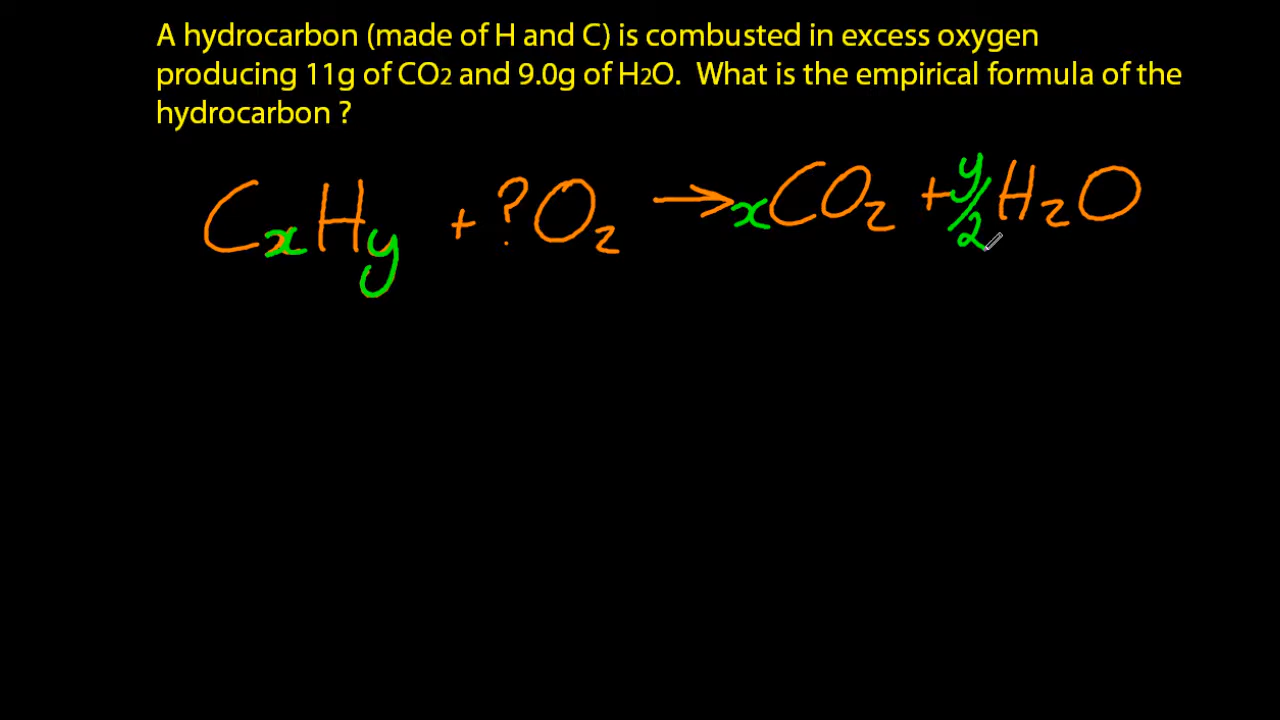 A hydrocarbon (made of H and C) is combusted in excess oxygen
producing 11g of CO2 and 9.0g of H2O.  What is the empirical formula of the
hydrocarbon ?
CxHy + ?O2 → xCO2 + y/2 H2O